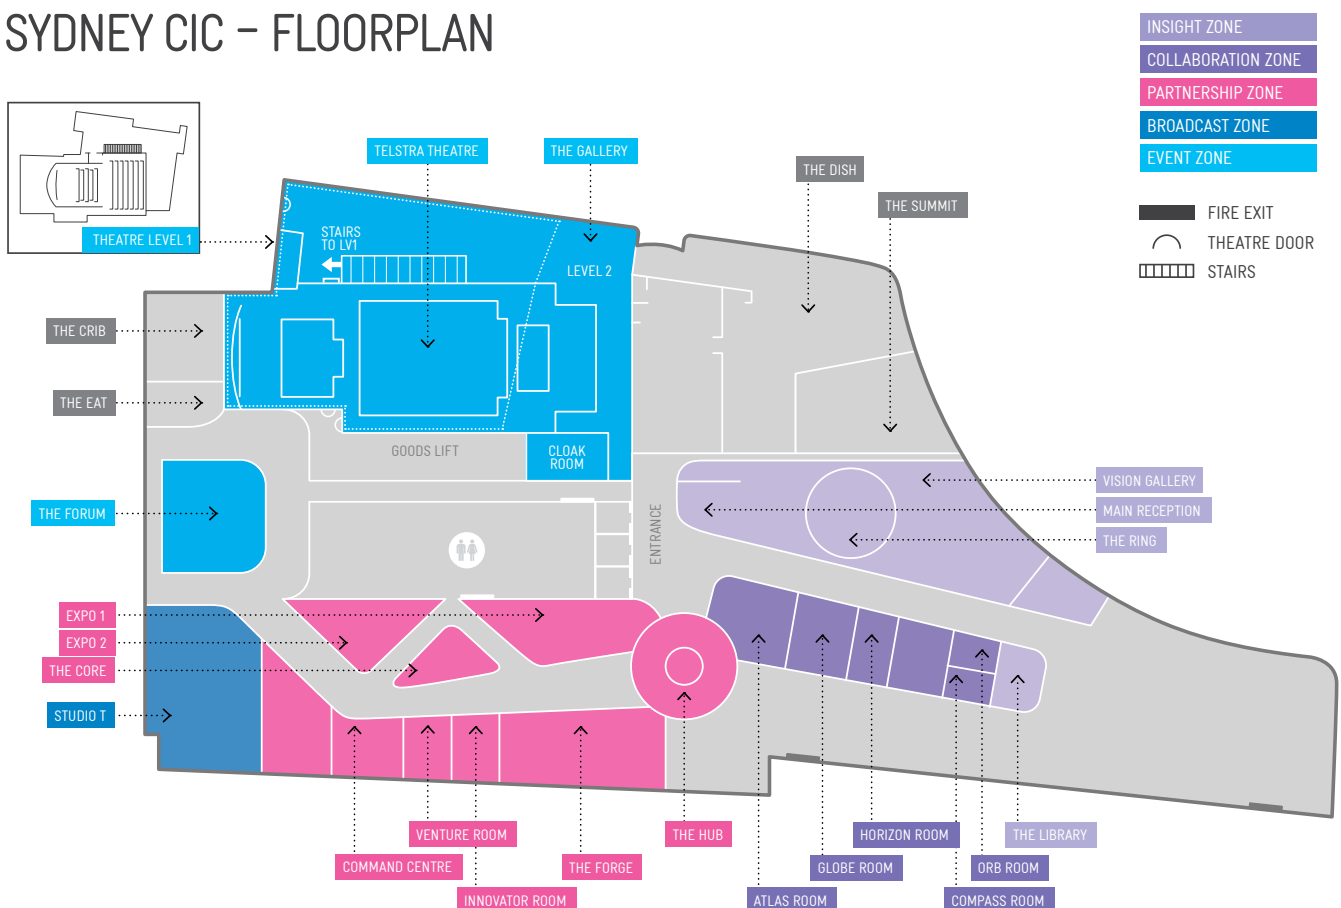 SYDNEY CIC – FLOORPLAN
INSIGHT ZONE
COLLABORATION ZONE
PARTNERSHIP ZONE
BROADCAST ZONE
EVENT ZONE
FIRE EXIT
THEATRE DOOR
STAIRS
TELSTRA THEATRE
THE GALLERY
THE DISH
THE SUMMIT
THEATRE LEVEL 1
STAIRS
TO LV1
LEVEL 2
THE CRIB
THE EAT
GOODS LIFT
CLOAK
ROOM
THE FORUM
ENTRANCE
VISION GALLERY
MAIN RECEPTION
THE RING
EXPO 1
EXPO 2
THE CORE
STUDIO T
VENTURE ROOM
THE HUB
HORIZON ROOM
THE LIBRARY
COMMAND CENTRE
THE FORGE
GLOBE ROOM
ORB ROOM
INNOVATOR ROOM
ATLAS ROOM
COMPASS ROOM